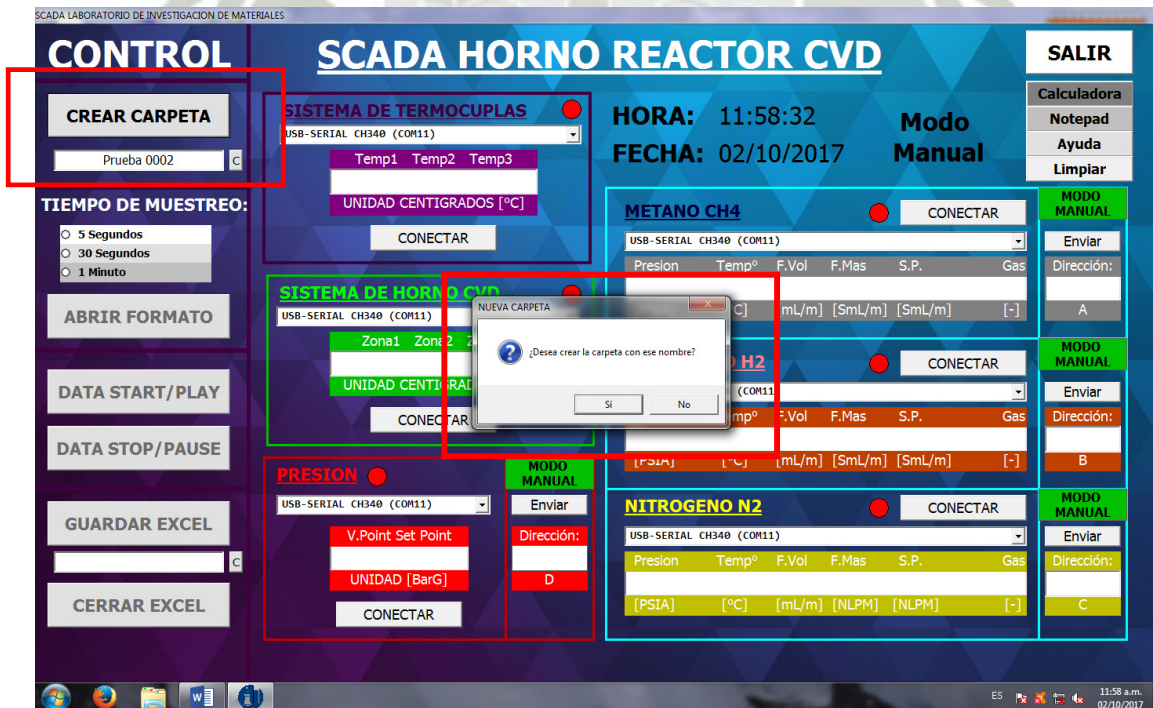 SCADA LABORATORIO DE INVESTIGACION DE MATERIALES
CONTROL
SCADA HORNO REACTOR CVD
SALIR
CREAR CARPETA
Prueba 0002 C
TIEMPO DE MUESTREO:
5 Segundos
30 Segundos
1 Minuto
ABRIR FORMATO
DATA START/PLAY
DATA STOP/PAUSE
GUARDAR EXCEL
C
CERRAR EXCEL
SISTEMA DE TERMOCUPLAS
USB-SERIAL CH340 (COM11)
Temp1 Temp2 Temp3
UNIDAD CENTIGRADOS [ºC]
CONECTAR
SISTEMA DE HORNO CVD
USB-SERIAL CH340 (COM11)
Zona1 Zona2
UNIDAD
CONECTAR
NUEVA CARPETA
¿Desea crear la carpeta con ese nombre?
Sí No
PRESION
MODO
MANUAL
USB-SERIAL CH340 (COM11)
Enviar
V.Point Set Point
Dirección:
UNIDAD [BarG]
D
CONECTAR
HORA: 11:58:32
FECHA: 02/10/2017
Modo
Manual
Calculadora
Notepad
Ayuda
Limpiar
METANO CH4
CONECTAR
MODO
MANUAL
USB-SERIAL CH340 (COM11)
Enviar
Presion Tempº F.Vol F.Mas S.P. Gas
Dirección:
[mL/m] [SmL/m] [SmL/m] [-]
A
H2
CONECTAR
MODO
MANUAL
Enviar
F.Vol F.Mas S.P. Gas
Dirección:
[PSIA] [ºC] [mL/m] [SmL/m] [SmL/m] [-]
B
NITROGENO N2
CONECTAR
MODO
MANUAL
USB-SERIAL CH340 (COM11)
Enviar
Presion Tempº F.Vol F.Mas S.P. Gas
Dirección:
[PSIA] [ºC] [mL/m] [NLPM] [NLPM] [-]
C
ES
11:58 a.m.
02/10/2017